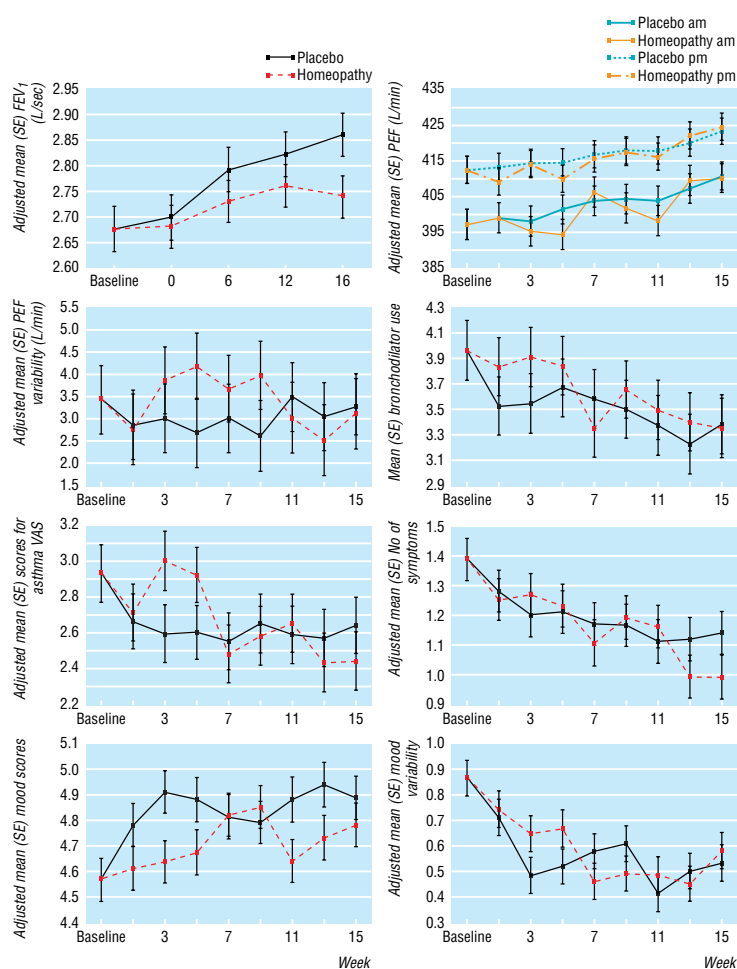 Placebo
Homeopathy
Placebo am
Homeopathy am
Placebo pm
Homeopathy pm
Adjusted mean (SE) FEV1
(L/sec)
2.95
2.90
2.85
2.80
2.75
2.70
2.65
2.60
Baseline 0 6 12 16
Adjusted mean (SE) PEF (L/min)
435
425
415
405
395
385
Baseline 3 7 11 15
Adjusted mean (SE) PEF
variability (L/min)
5.5
5.0
4.5
4.0
3.5
3.0
2.5
2.0
1.5
Baseline 3 7 11 15
Mean (SE) bronchodilator use
4.3
4.1
3.9
3.7
3.5
3.3
3.1
2.9
Baseline 3 7 11 15
Adjusted mean (SE) scores for
asthma VAS
3.2
3.0
2.8
2.6
2.4
2.2
Baseline 3 7 11 15
Adjusted mean (SE) No of
symptoms
1.5
1.4
1.3
1.2
1.1
1.0
0.9
Baseline 3 7 11 15
Adjusted mean (SE) mood scores
5.1
5.0
4.9
4.8
4.7
4.6
4.5
4.4
Baseline 3 7 11 15
Week
Adjusted mean (SE) mood
variability
1.0
0.9
0.8
0.7
0.6
0.5
0.4
0.3
Baseline 3 7 11 15
Week